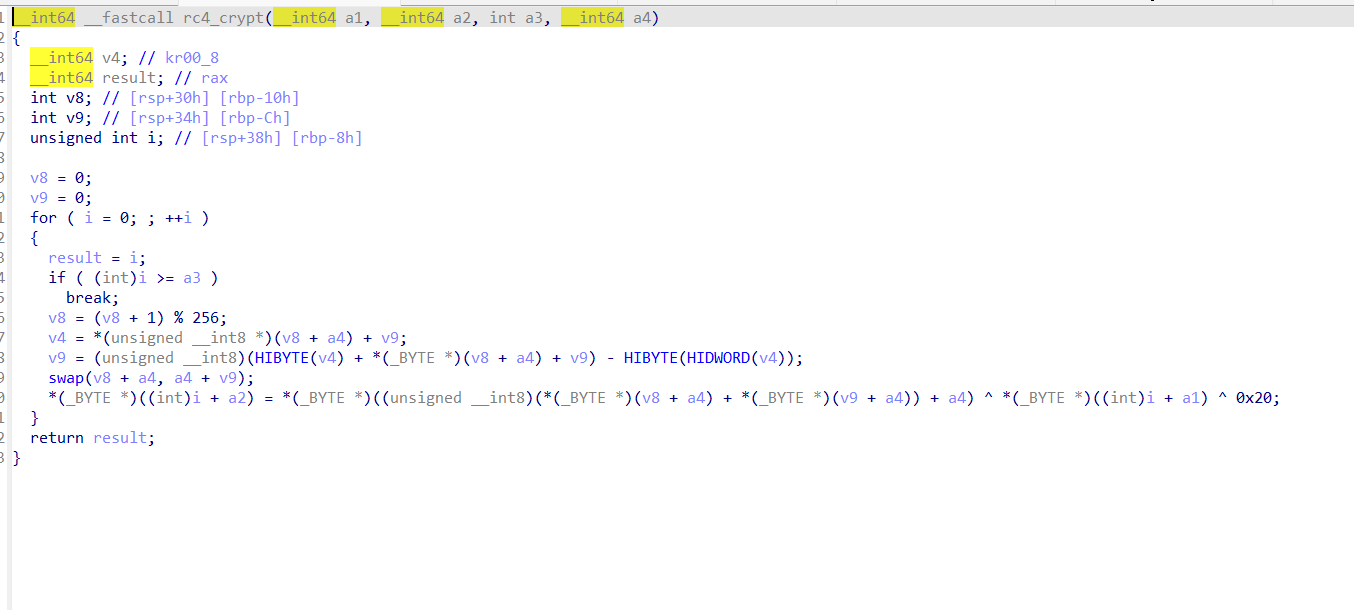 1 __int64 __fastcall rc4_crypt(__int64 a1, __int64 a2, int a3, __int64 a4)
2 {
3 __int64 v4; // kr00_8
4 __int64 result; // rax
5 int v8; // [rsp+30h] [rbp-10h]
6 int v9; // [rsp+34h] [rbp-Ch]
7 unsigned int i; // [rsp+38h] [rbp-8h]
8
9 v8 = 0;
0 v9 = 0;
1 for ( i = 0; ; ++i )
2 {
3 result = i;
4 if ( (int)i >= a3 )
5 break;
6 v8 = (v8 + 1) % 256;
7 v4 = *(unsigned __int8 *)(v8 + a4) + v9;
8 v9 = (unsigned __int8)(HIBYTE(v4) + *(_BYTE *)(v8 + a4) + v9) - HIBYTE(HIDWORD(v4));
9 swap(v8 + a4, a4 + v9);
0 *(_BYTE *)((int)i + a2) = *(_BYTE *)((unsigned __int8)(*(_BYTE *)(v8 + a4) + *(_BYTE *)(v9 + a4)) + a4) ^ *(_BYTE *)((int)i + a1) ^ 0x20;
1 }
2 return result;
3 }